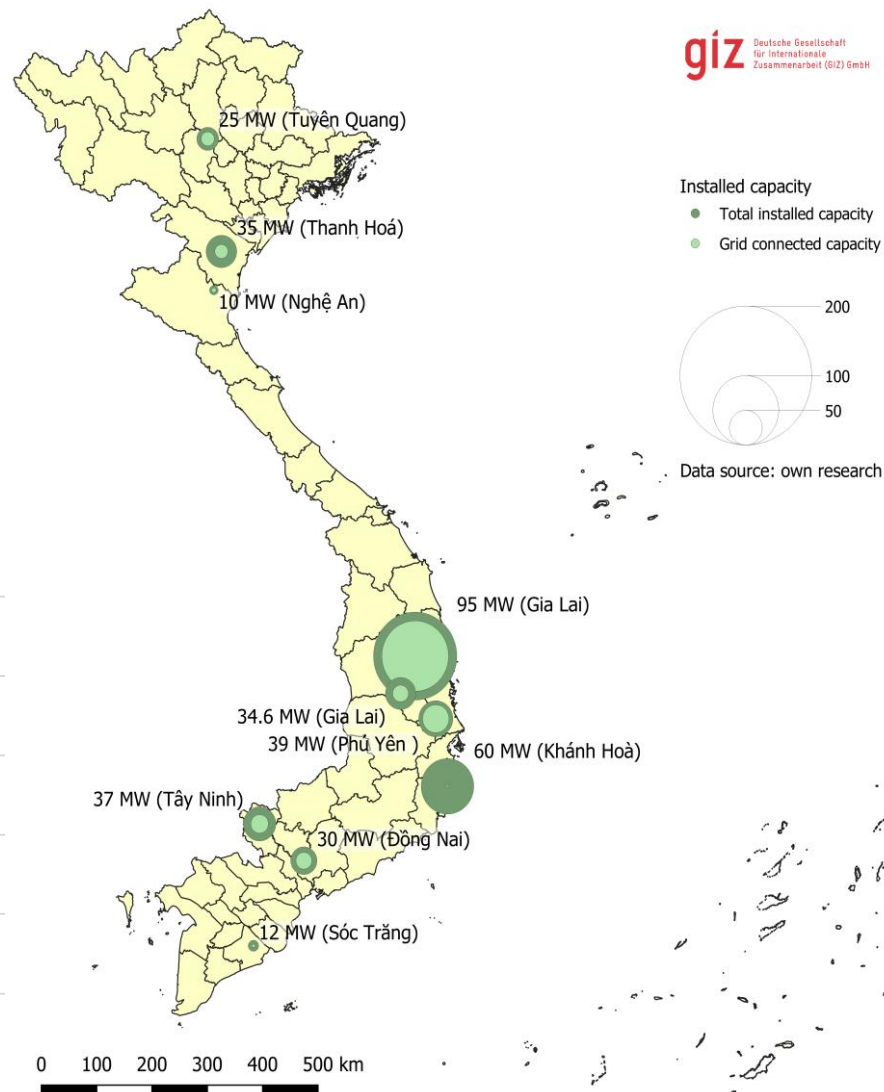 giz
Deutsche Gesellschaft
für Internationale
Zusammenarbeit (GIZ) GmbH
25 MW (Tuyên Quang)
Installed capacity
Total installed capacity
Grid connected capacity
35 MW (Thanh Hoá)
10 MW (Nghệ An)
200
100
50
Data source: own research
95 MW (Gia Lai)
34.6 MW (Gia Lai)
39 MW (Phú Yên )
60 MW (Khánh Hoà)
37 MW (Tây Ninh)
30 MW (Đồng Nai)
12 MW (Sóc Trăng)
0 100 200 300 400 500 km